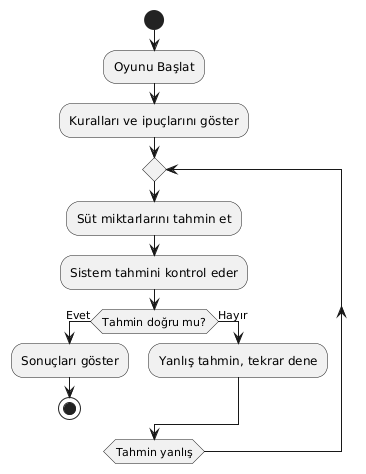 Oyunu Başlat
Kuralları ve ipuçlarını göster
Süt miktarlarını tahmin et
Sistem tahmini kontrol eder
Tahmin doğru mu?
Evet
Hayır
Sonuçları göster
Yanlış tahmin, tekrar dene
Tahmin yanlış